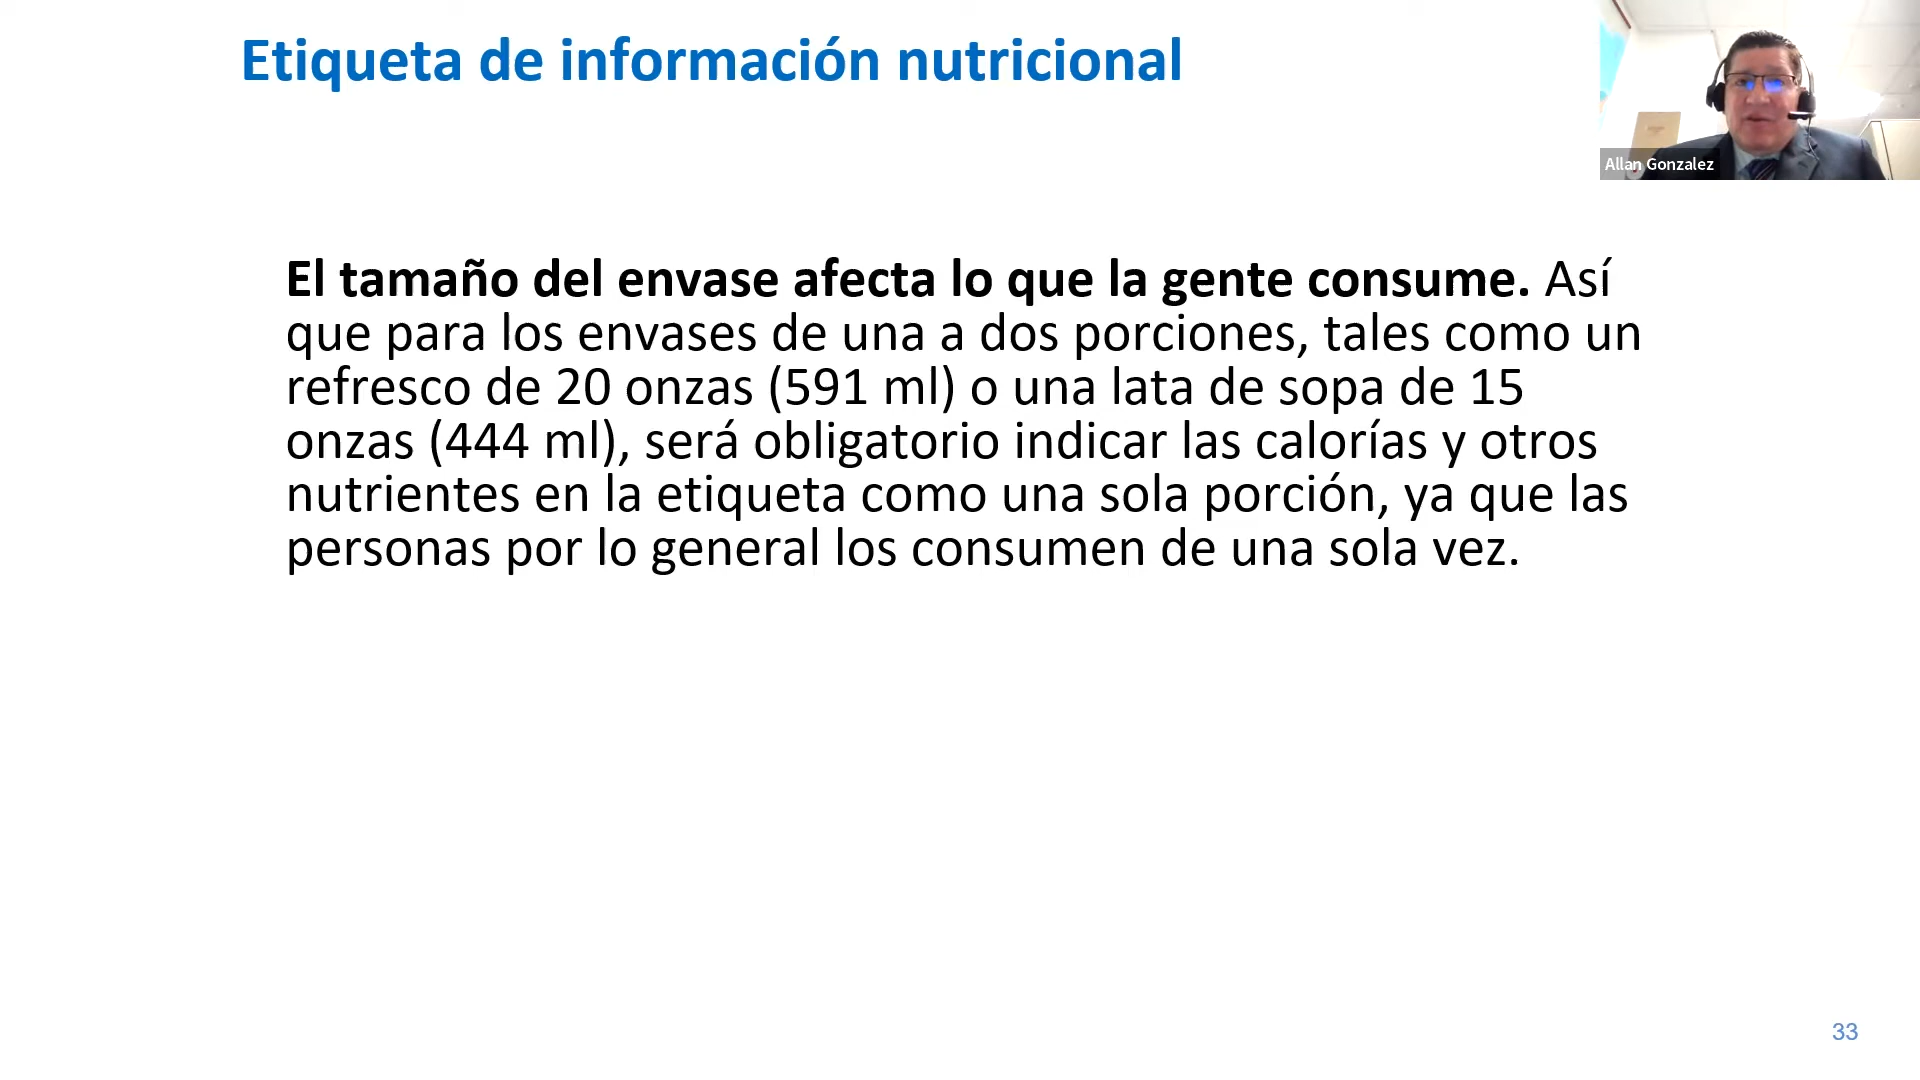 Etiqueta de información nutricional
Allan Gonzalez
El tamaño del envase afecta lo que la gente consume. Así
que para los envases de una a dos porciones, tales como un
refresco de 20 onzas (591 ml) o una lata de sopa de 15
onzas (444 ml), será obligatorio indicar las calorías y otros
nutrientes en la etiqueta como una sola porción, ya que las
personas por lo general los consumen de una sola vez.
33